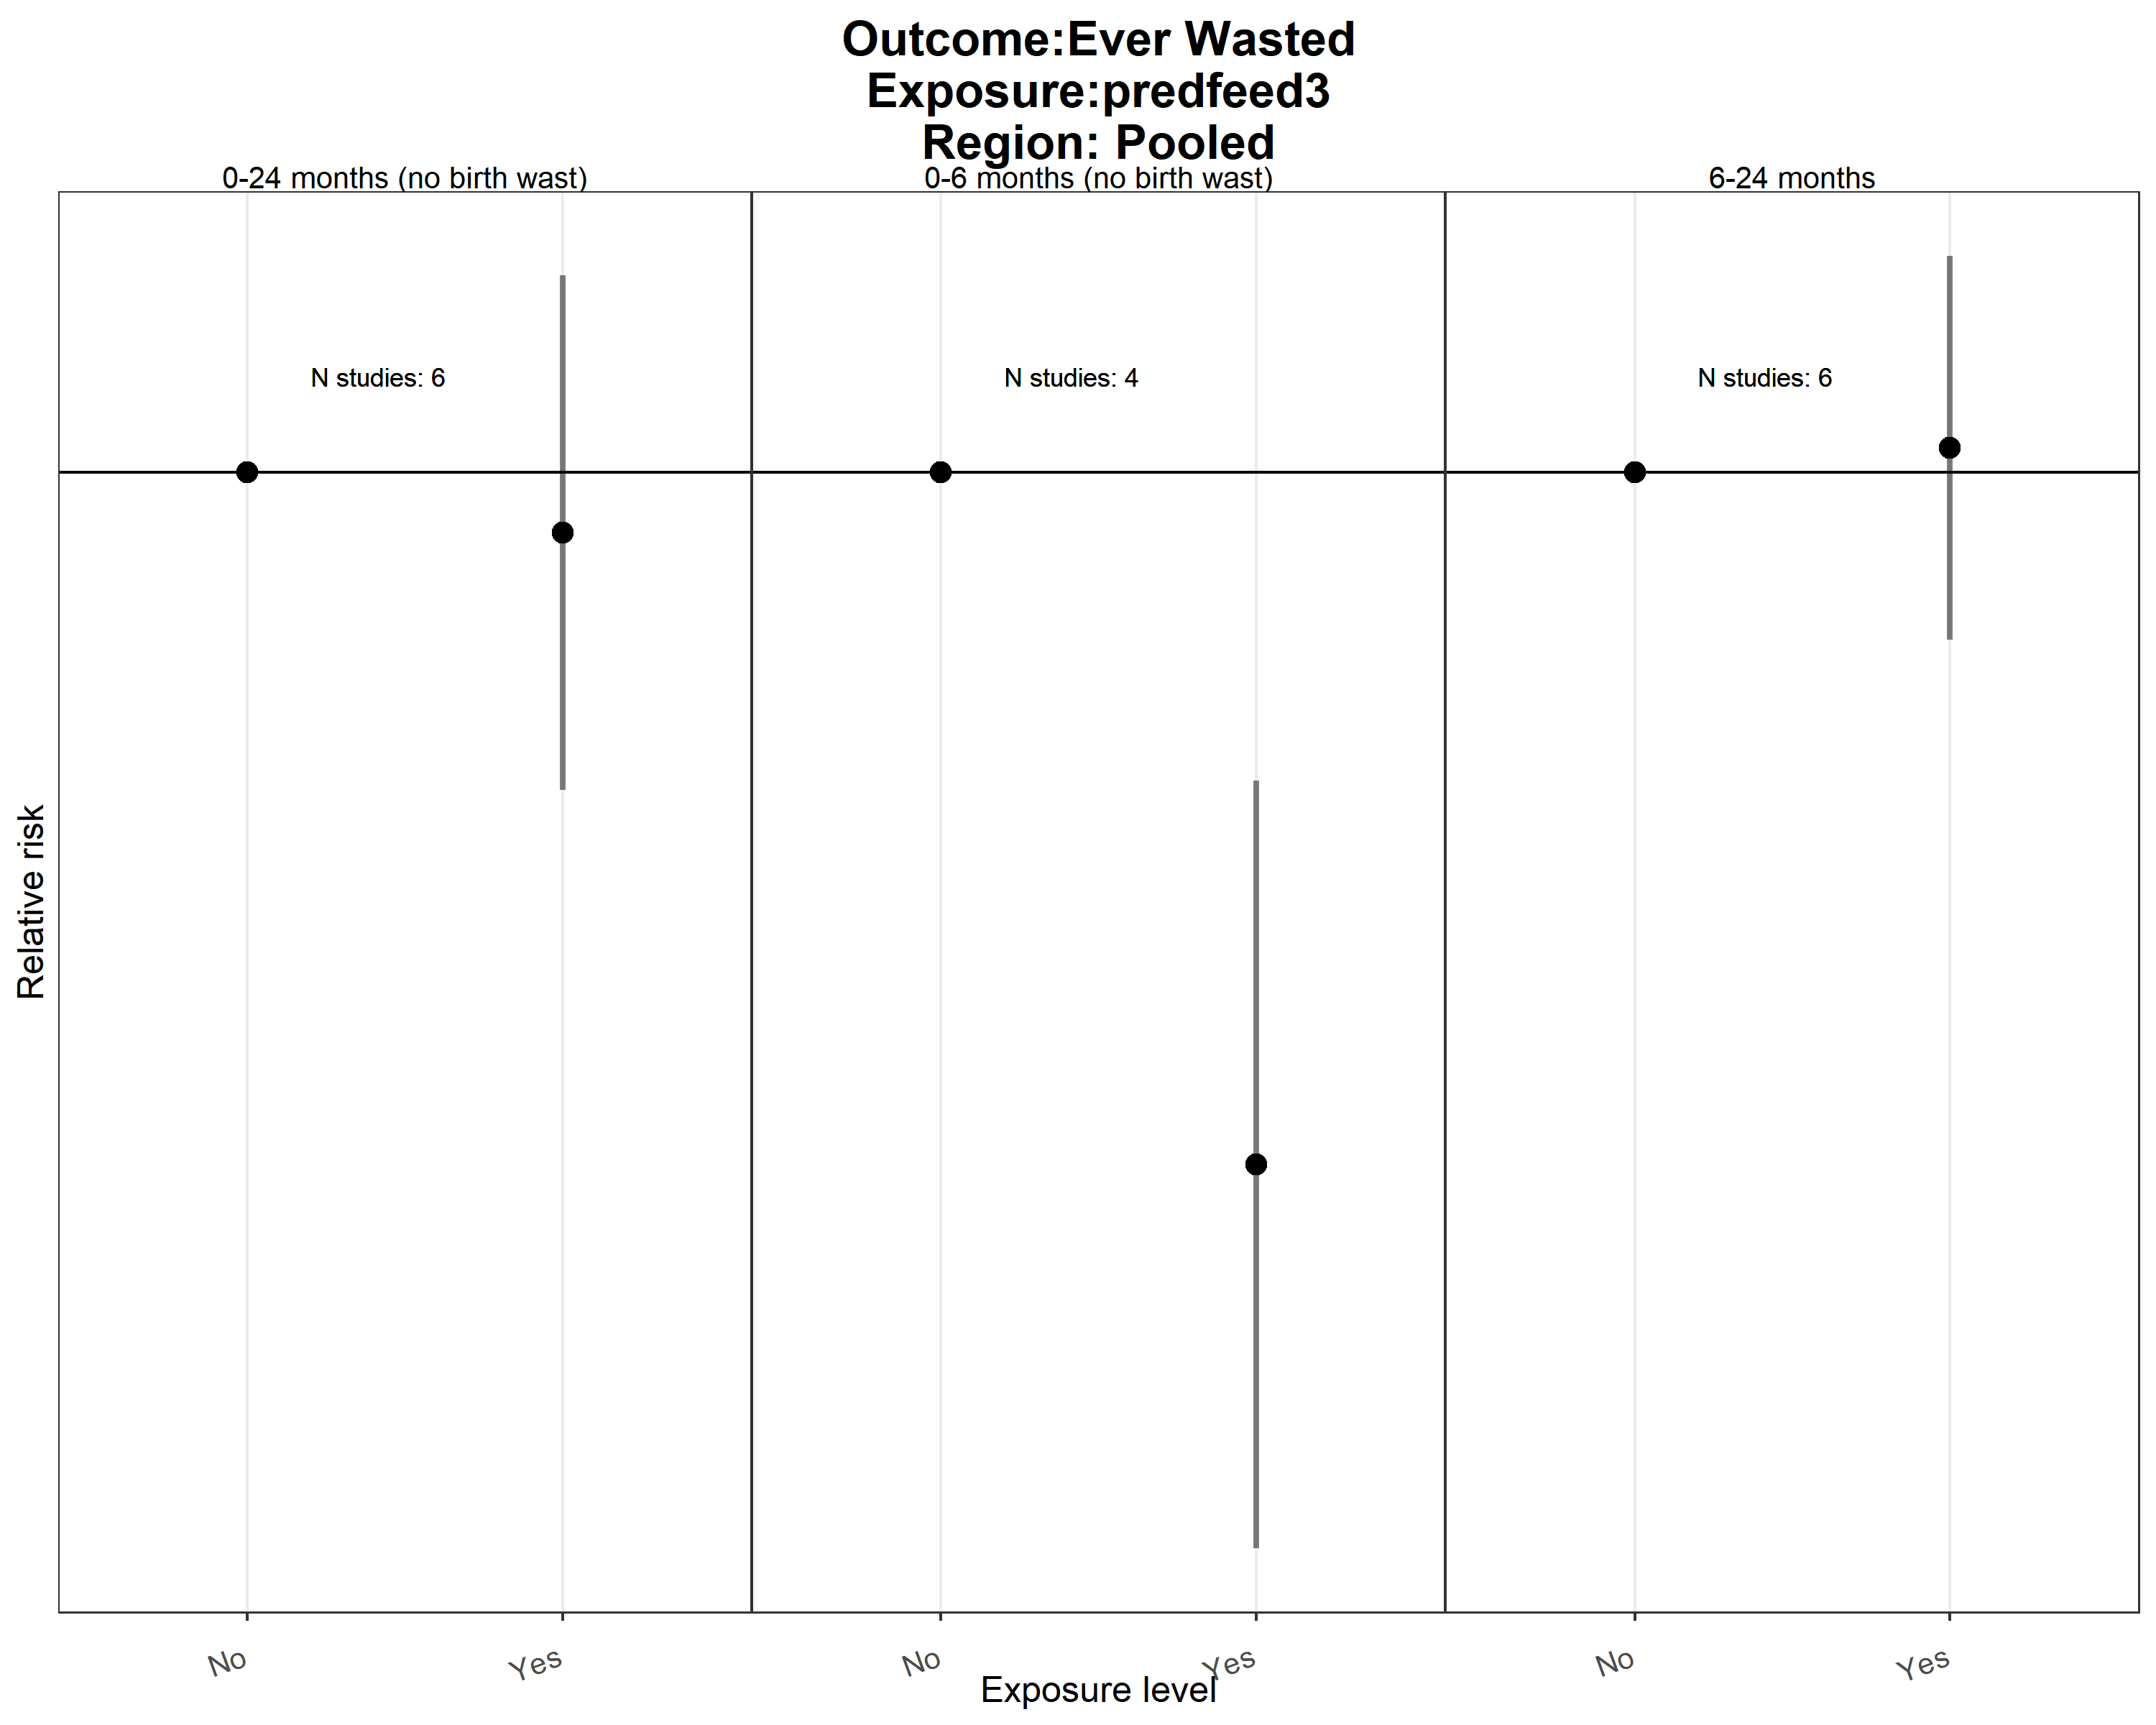 Outcome:Ever Wasted
Exposure:predfeed3
Region: Pooled
0-24 months (no birth wast)
0-6 months (no birth wast)
6-24 months
N studies: 6
N studies: 4
N studies: 6
Relative risk
No
Yes
No
Yes
No
Yes
Exposure level